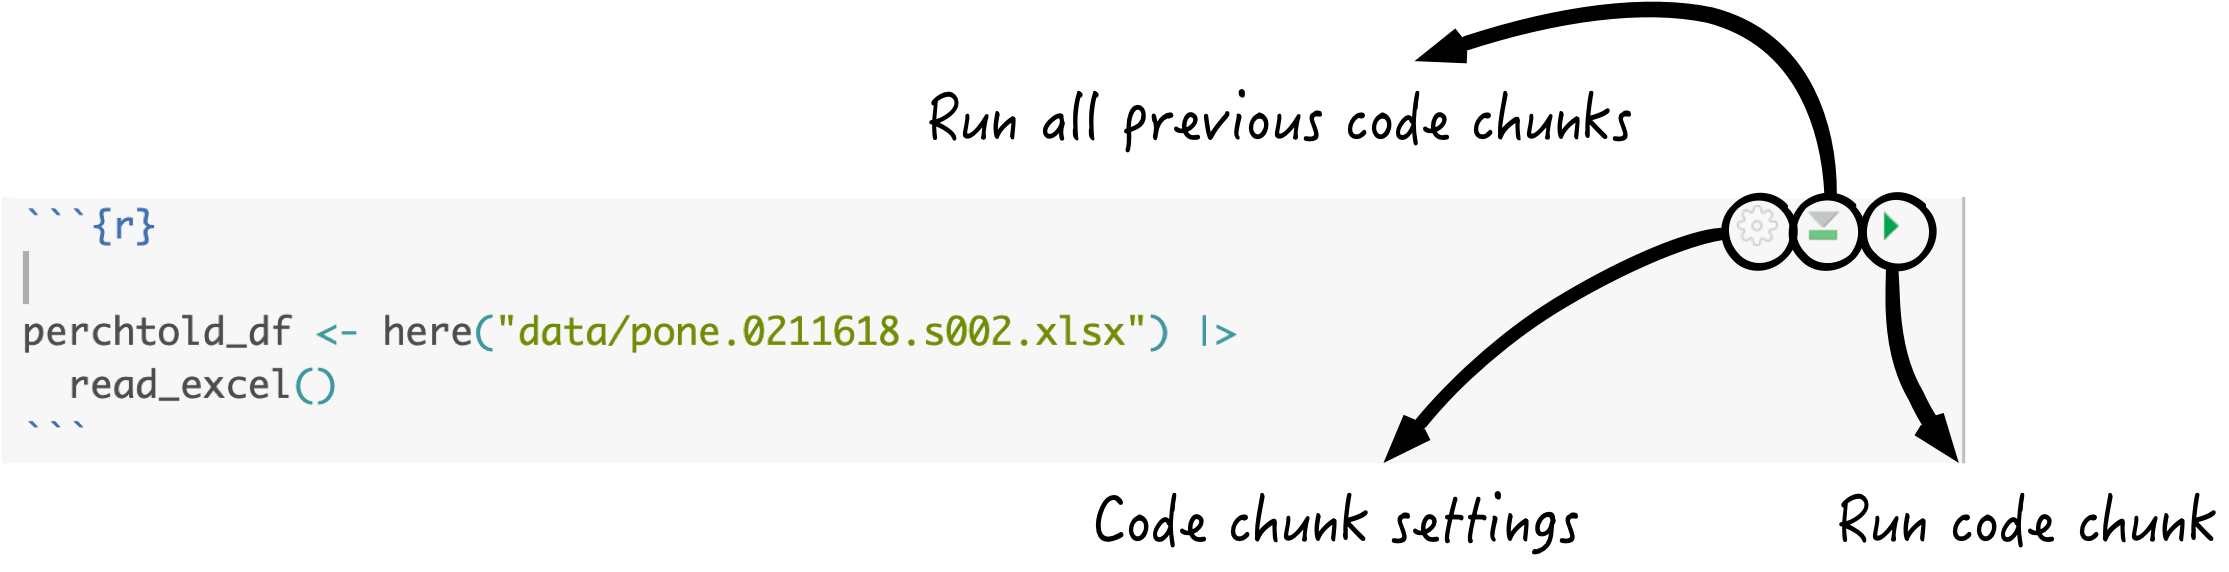 Run all previous code chunks
```{r}
perchtold_df <- here("data/pone.0211618.s002.xlsx") |>
  read_excel()
```
Code chunk settings
Run code chunk